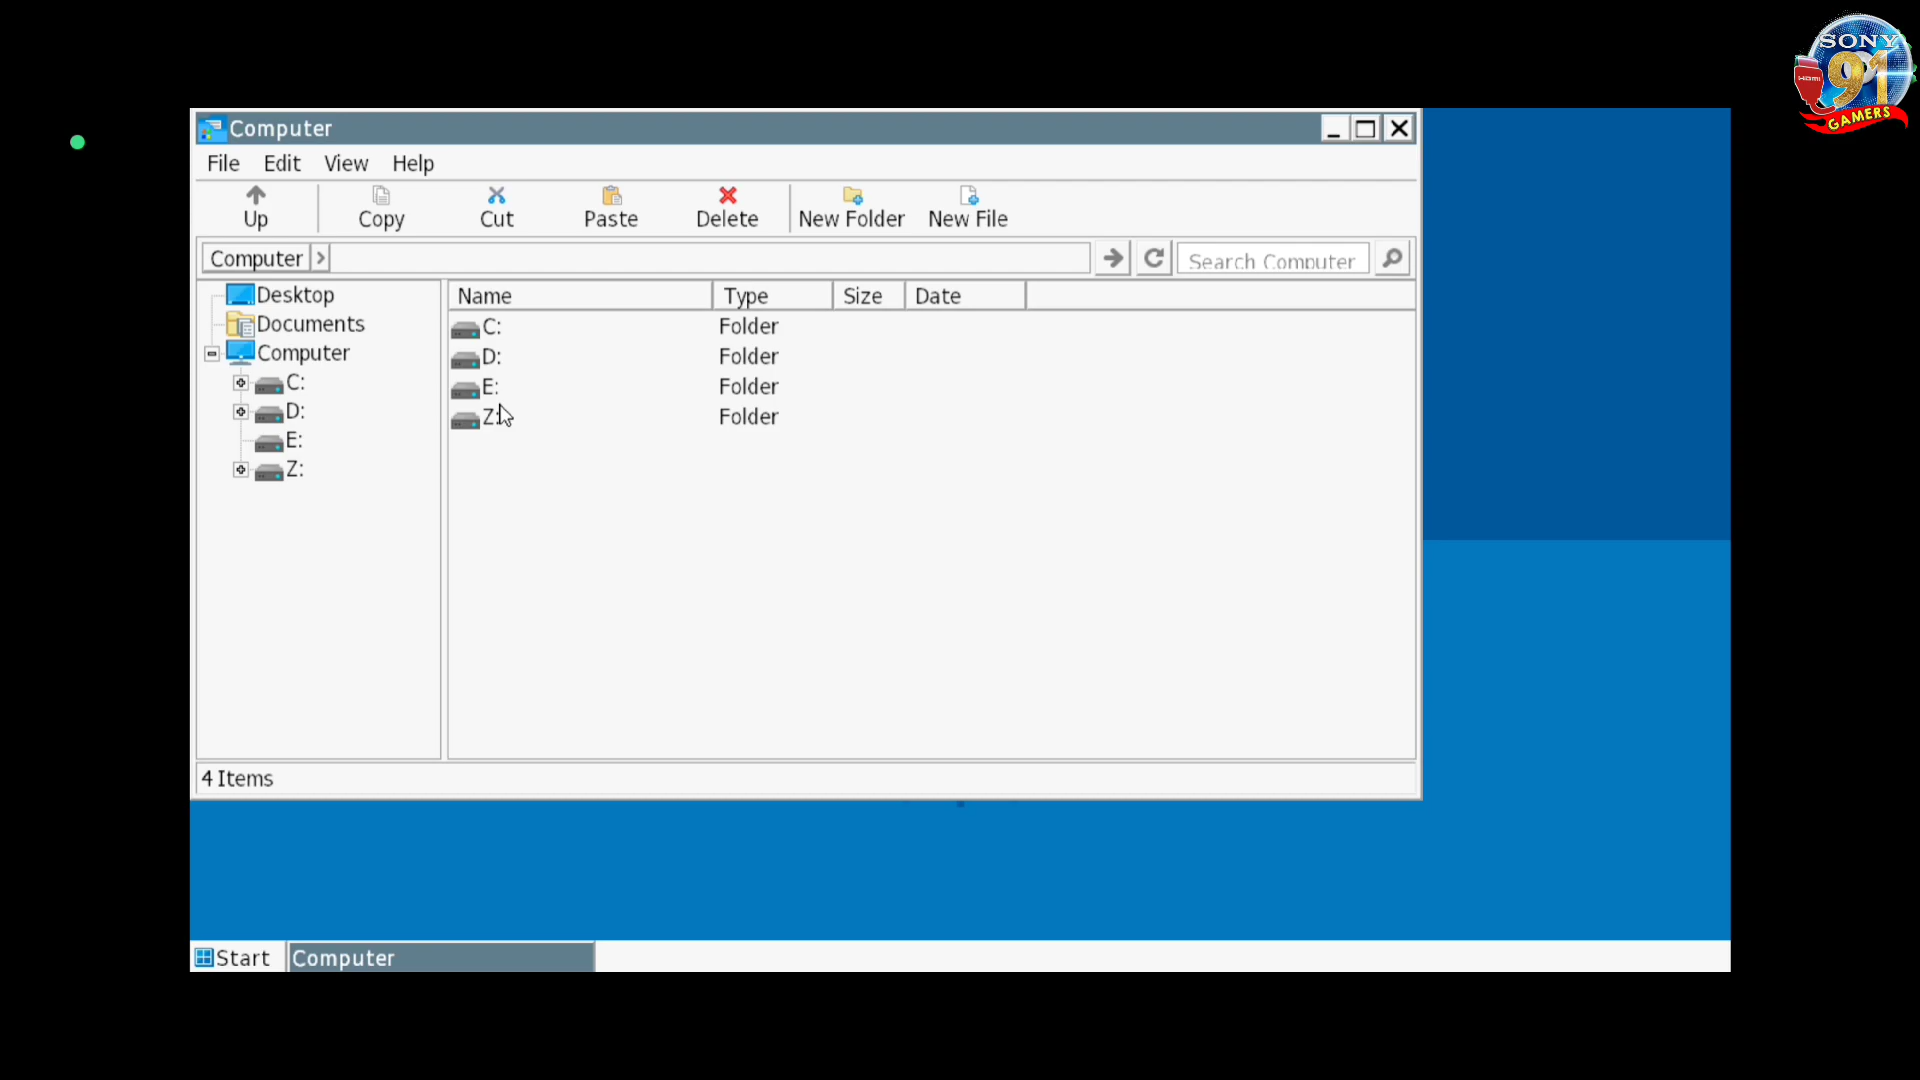 SONY
91
HDMI
GAMERS
Computer
File Edit View Help
Up Copy Cut Paste Delete New Folder New File
Computer Search Computer
Desktop
Documents
Computer
C:
D:
E:
Z:
Name Type Size Date
C: Folder
D: Folder
E: Folder
Z: Folder
4 Items
Start Computer